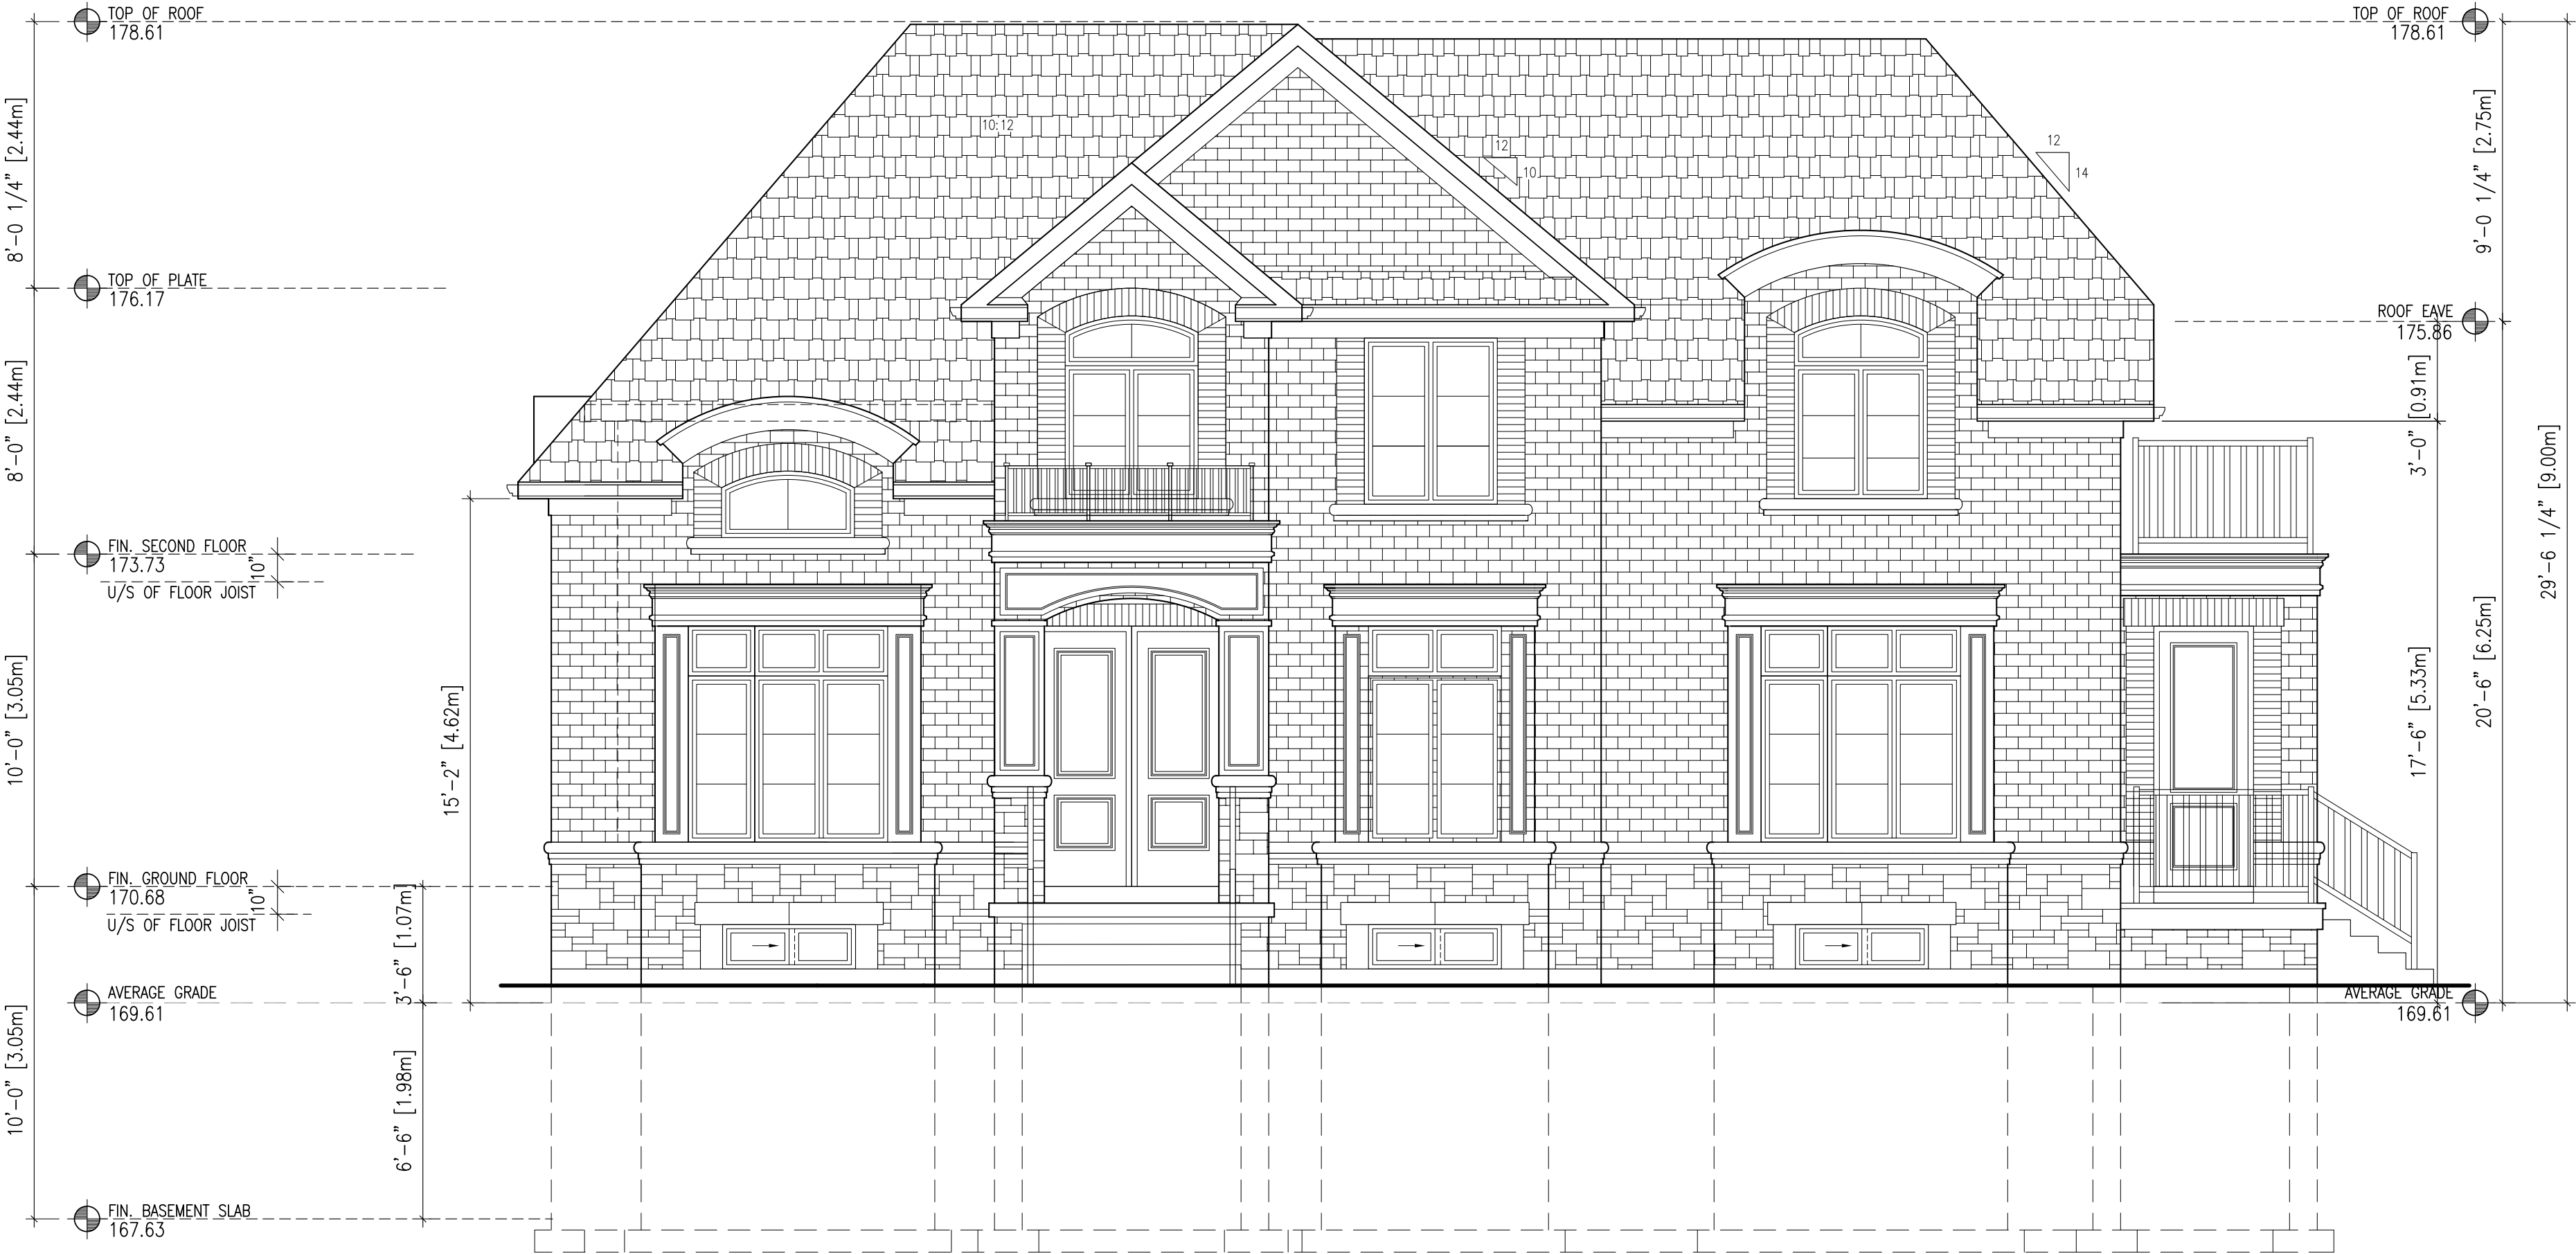 TOP OF ROOF
178.61
8'-0 1/4" [2.44m]
TOP OF PLATE
176.17
8'-0" [2.44m]
FIN. SECOND FLOOR
173.73
10"
U/S OF FLOOR JOIST
10'-0" [3.05m]
15'-2" [4.62m]
FIN. GROUND FLOOR
170.68
10"
U/S OF FLOOR JOIST
3'-6" [1.07m]
AVERAGE GRADE
169.61
10'-0" [3.05m]
6'-6" [1.98m]
FIN. BASEMENT SLAB
167.63
10:12
12
10
12
14
TOP OF ROOF
178.61
9'-0 1/4" [2.75m]
ROOF EAVE
175.86
3'-0" [0.91m]
29'-6 1/4" [9.00m]
20'-6" [6.25m]
17'-6" [5.33m]
AVERAGE GRADE
169.61